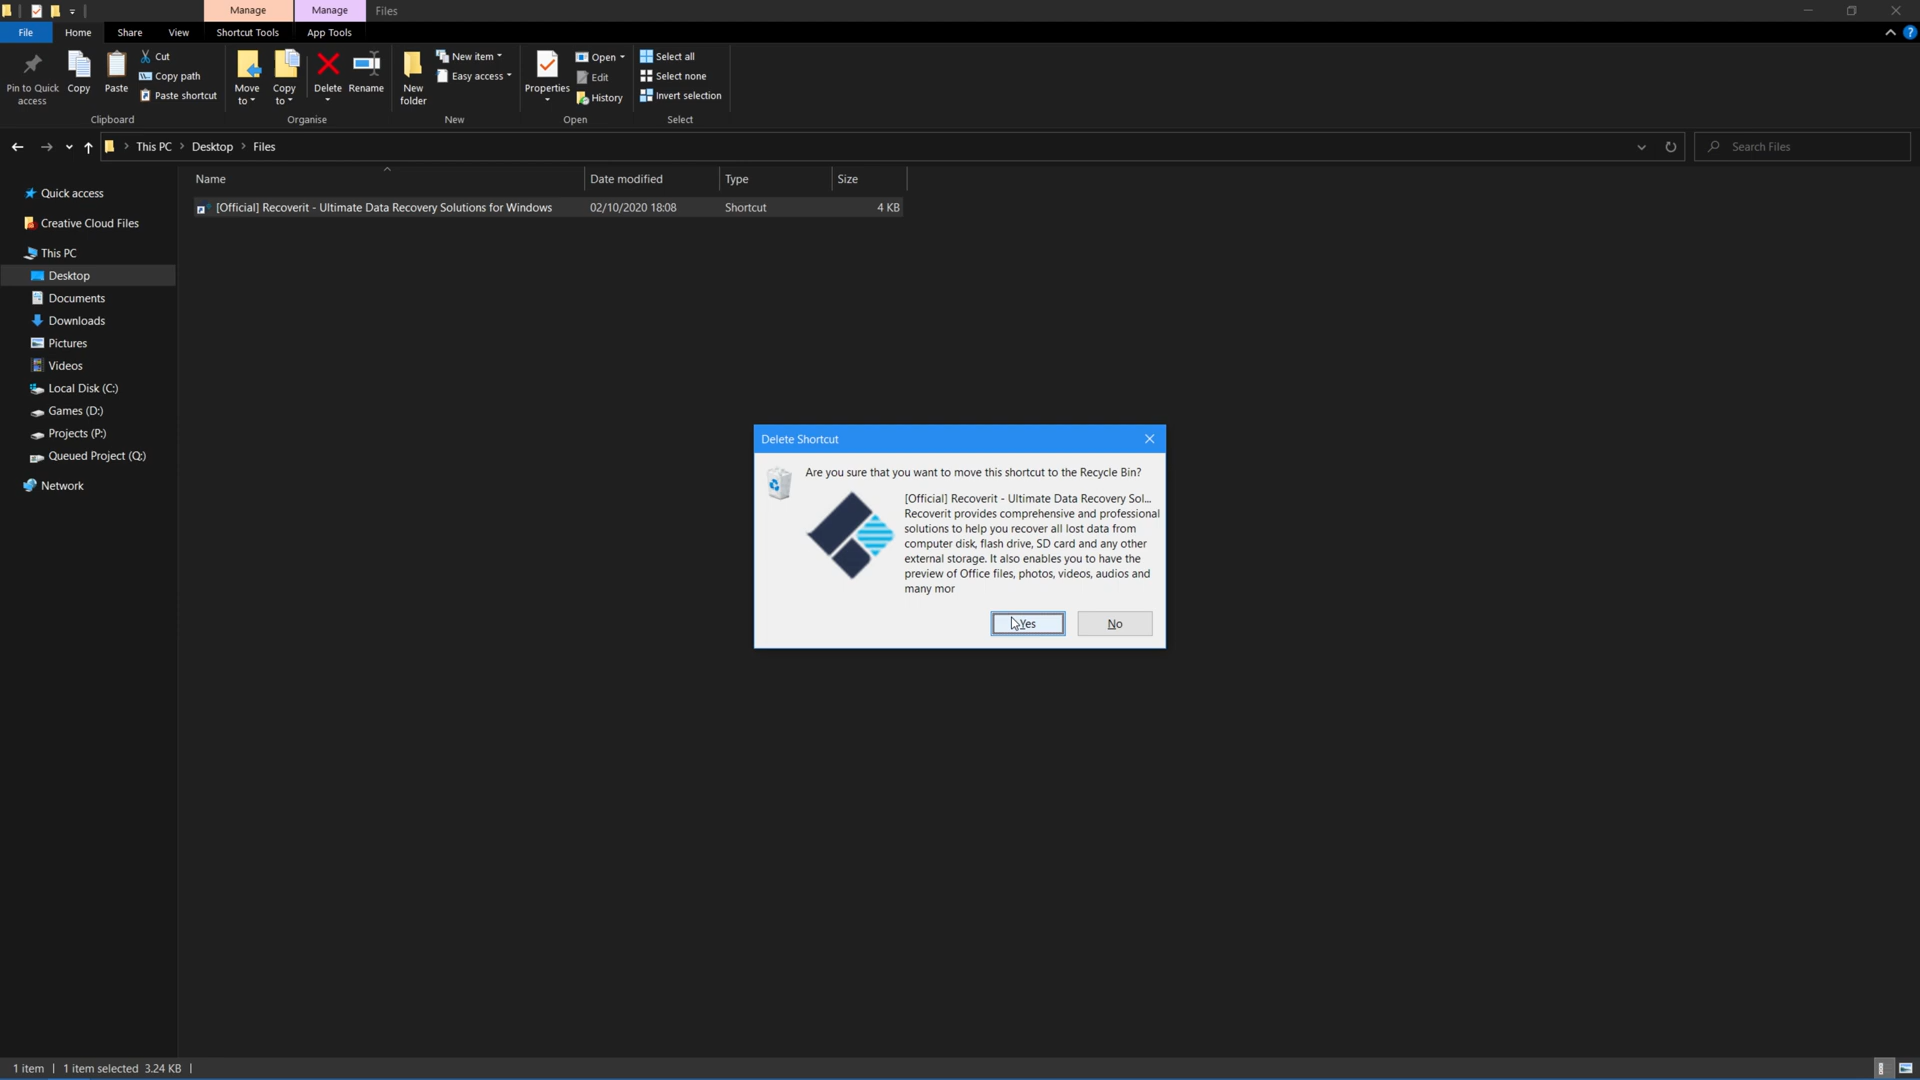 Manage Manage Files
File Home Share View Shortcut Tools App Tools
Pin to Quick access
Copy
Paste
Cut
Copy path
Paste shortcut
Clipboard
Move to
Copy to
Delete
Rename
Organise
New folder
New item
Easy access
New
Properties
Open
Edit
History
Open
Select all
Select none
Invert selection
Select
This PC > Desktop > Files
Search Files
Name Date modified Type Size
[Official] Recoverit - Ultimate Data Recovery Solutions for Windows 02/10/2020 18:08 Shortcut 4 KB
Quick access
Creative Cloud Files
This PC
Desktop
Documents
Downloads
Pictures
Videos
Local Disk (C:)
Games (D:)
Projects (P:)
Queued Project (Q:)
Network
Delete Shortcut
Are you sure that you want to move this shortcut to the Recycle Bin?
[Official] Recoverit - Ultimate Data Recovery Sol...
Recoverit provides comprehensive and professional
solutions to help you recover all lost data from
computer disk, flash drive, SD card and any other
external storage. It also enables you to have the
preview of Office files, photos, videos, audios and
many mor
Yes No
1 item 1 item selected 3.24 KB